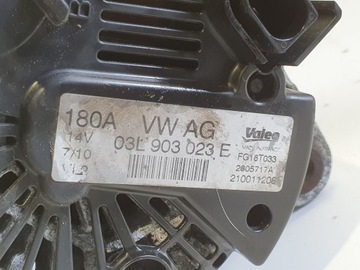 180A VW AG Valeo
14V 03L 903 023 E FG18T033
7/10 2605717A
210011206